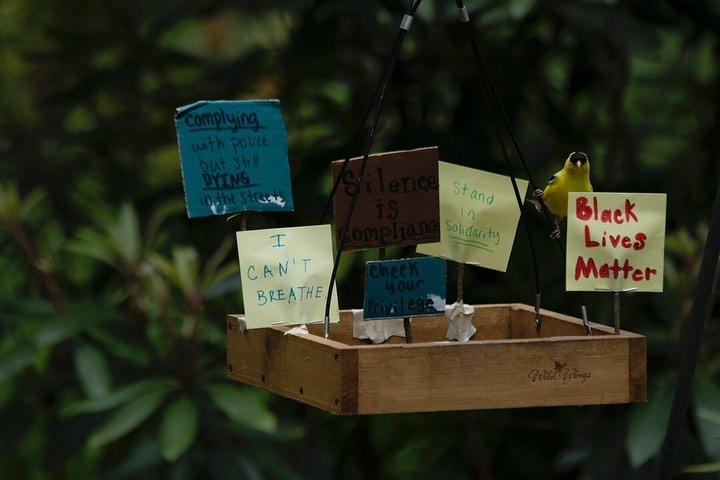 Complying
with police
but still
DYING
in the streets
Silence
is
Compliance
Stand
in
Solidarity
Black
Lives
Matter
I
CAN'T
BREATHE
Check
your
Privilege
Wild Wings